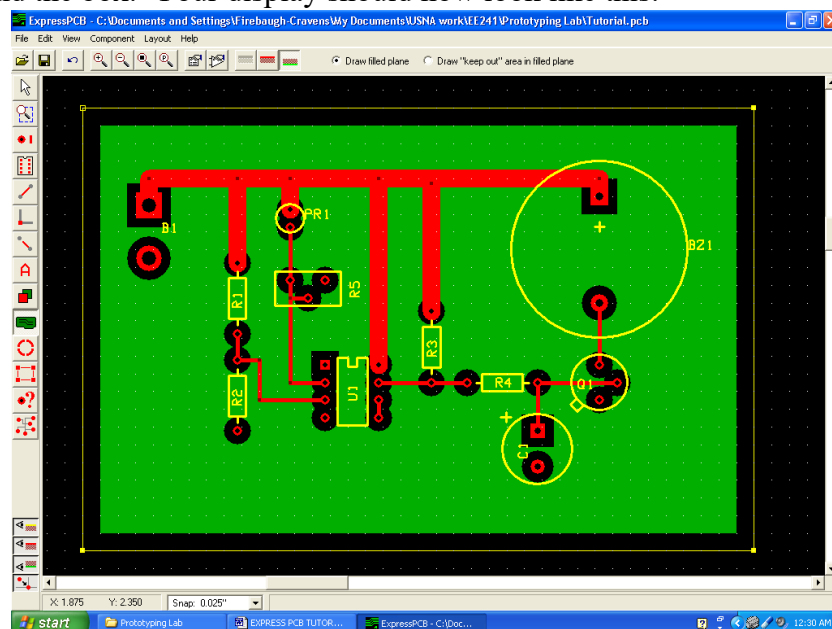 ExpressPCB - C:\Documents and Settings\Firebaugh-Cravens\My Documents\USNA work\EE241\Prototyping Lab\Tutorial.pcb
File Edit View Component Layout Help
Draw filled plane Draw "keep out" area in filled plane
PR1
B1
+
BZ1
R5
R1
R3
R4
Q1
R2
U1
+
C1
X: 1.875 Y: 2.350 Snap: 0.025"
start Prototyping Lab EXPRESS PCB TUTOR... ExpressPCB - C:\Doc... 12:30 AM